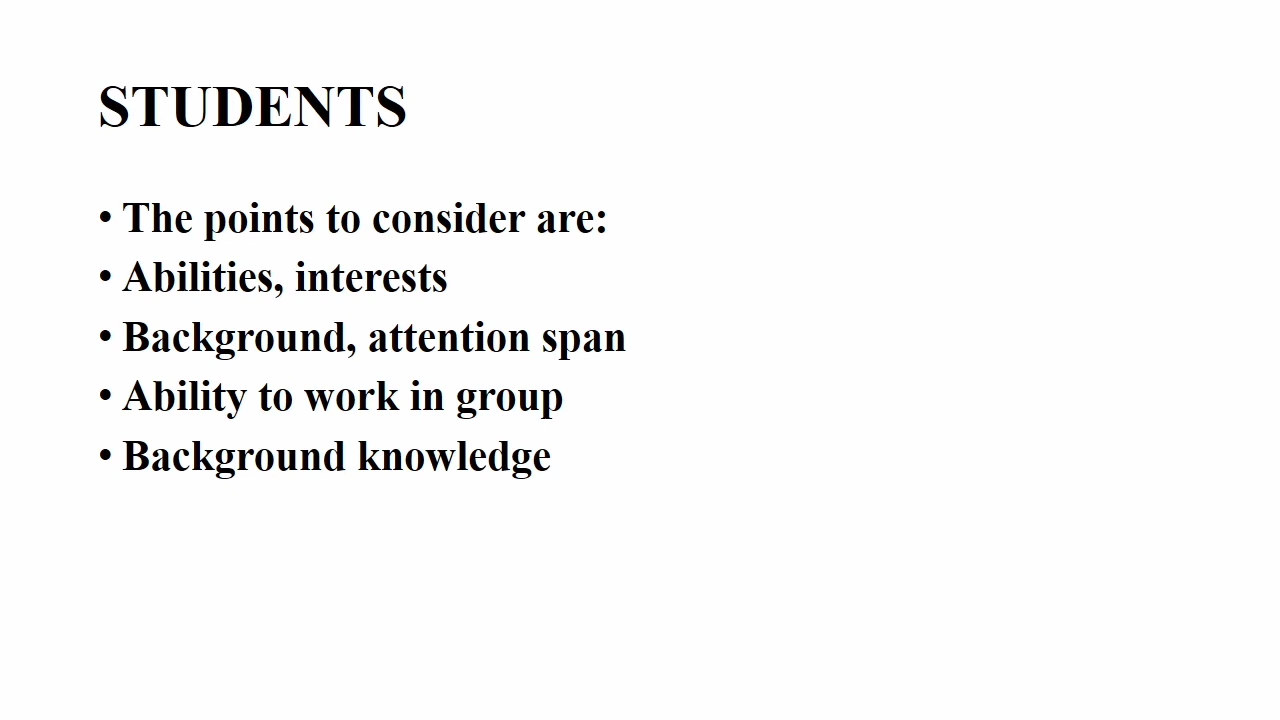 STUDENTS
• The points to consider are:
• Abilities, interests
• Background, attention span
• Ability to work in group
• Background knowledge